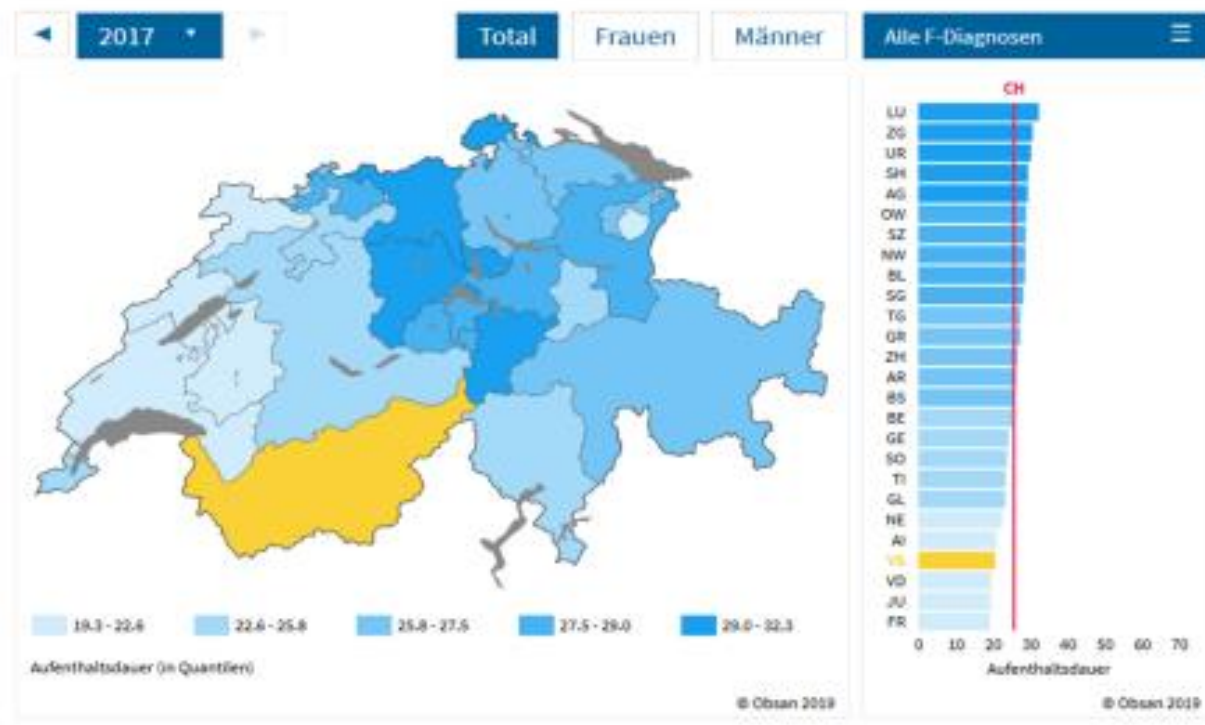 2017
Total
Frauen
Männer
Alle F-Diagnosen
19.3 - 22.6
22.6 - 25.8
25.8 - 27.5
27.5 - 29.0
29.0 - 32.3
Aufenthaltsdauer (in Quantilen)
© Obsan 2019
CH
LU
ZG
UR
SH
AG
OW
SZ
NW
BL
SG
TG
GR
ZH
AR
BS
BE
GE
SO
TI
GL
NE
AI
VS
VD
JU
FR
0 10 20 30 40 50 60 70
Aufenthaltsdauer
© Obsan 2019